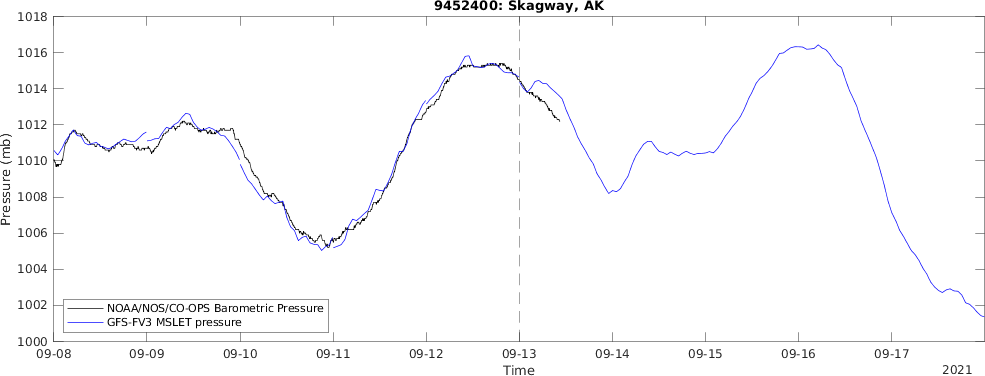 9452400: Skagway, AK
Pressure (mb)
1018
1016
1014
1012
1010
1008
1006
1004
1002
1000
NOAA/NOS/CO-OPS Barometric Pressure
GFS-FV3 MSLET pressure
09-08 09-09 09-10 09-11 09-12 09-13 09-14 09-15 09-16 09-17
Time
2021